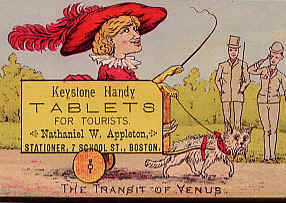 Keystone Handy
TABLETS
FOR TOURISTS.
Nathaniel W. Appleton,
STATIONER, 7 SCHOOL ST., BOSTON.
THE TRANSIT OF VENUS.